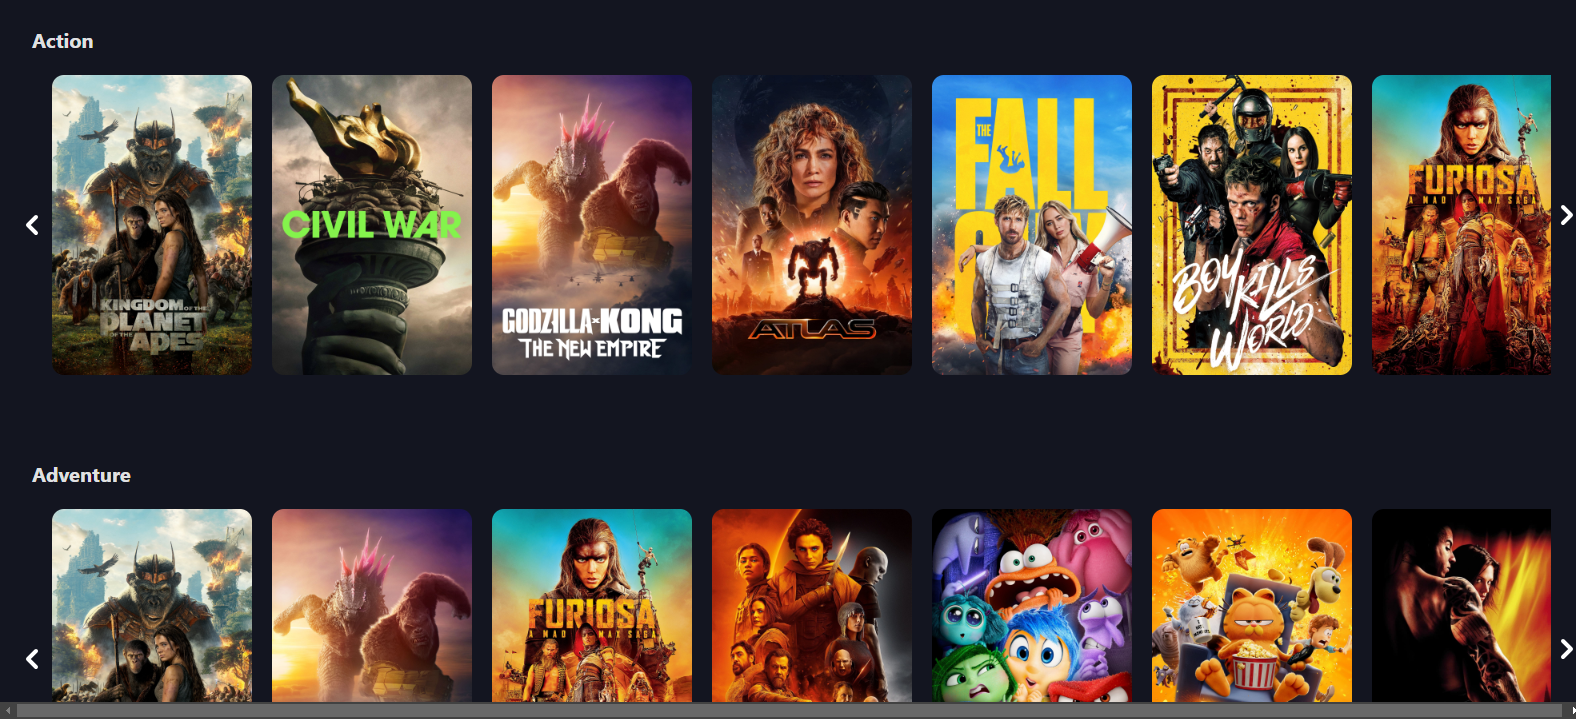 Action
KINGDOM OF THE
PLANET
OF THE APES
CIVIL WAR
GODZILLA x KONG
THE NEW EMPIRE
ATLAS
THE
FALL
GUY
BOY
KILLS
WORLD
FURIOSA
A MAD MAX SAGA
Adventure
FURIOSA
A MAD MAX SAGA